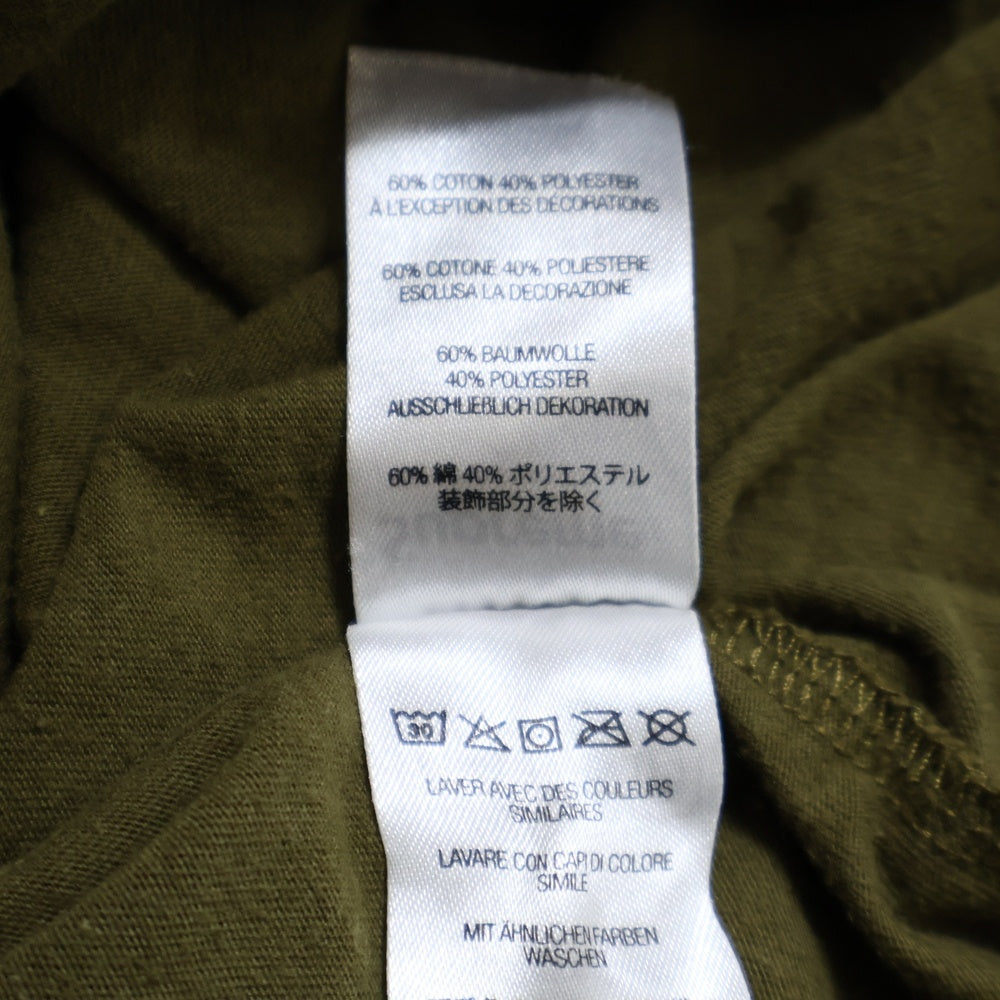 60% COTON 40% POLYESTER
À L'EXCEPTION DES DÉCORATIONS
60% COTONE 40% POLIESTERE
ESCLUSA LA DECORAZIONE
60% BAUMWOLLE
40% POLYESTER
AUSSCHLIEßLICH DEKORATION
60% 綿 40% ポリエステル
装飾部分を除く
30
LAVER AVEC DES COULEURS
SIMILAIRES
LAVARE CON CAPI DI COLORE
SIMILE
MIT ÄHNLICHEN FARBEN
WASCHEN